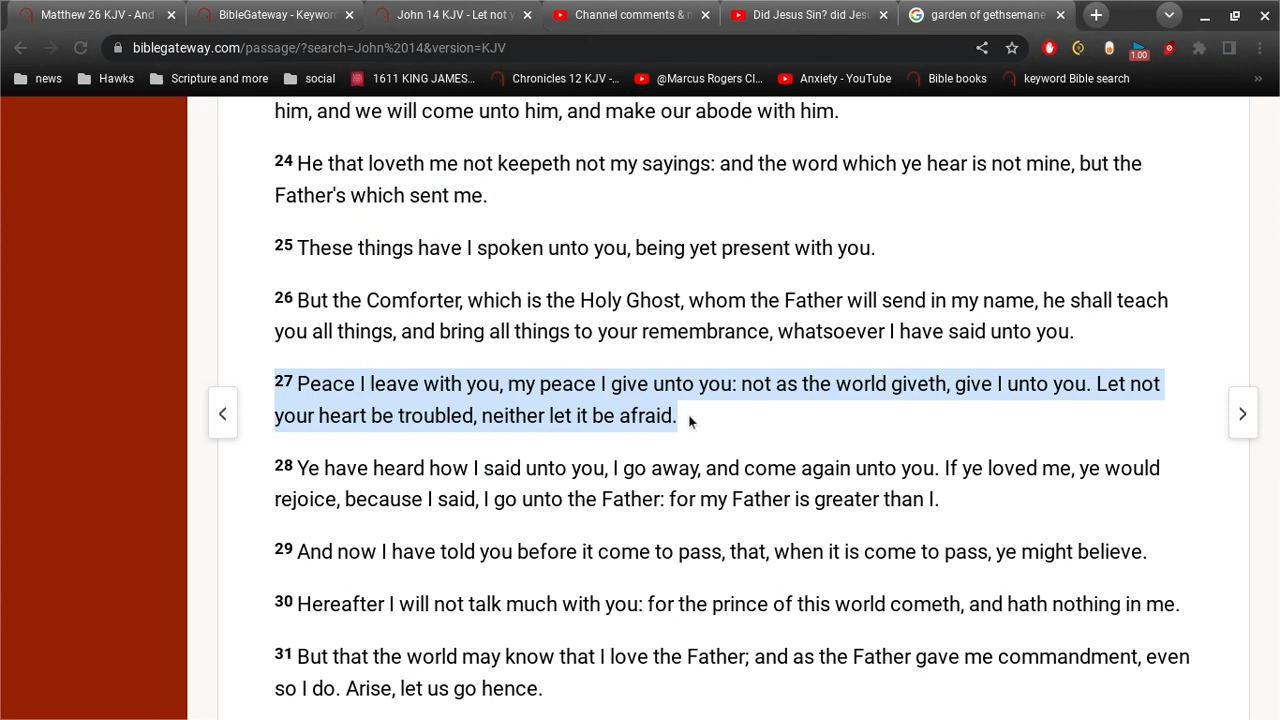 Matthew 26 KJV - And
BibleGateway - Keywor
John 14 KJV - Let not y
Channel comments & m
Did Jesus Sin? did Jesu
garden of gethsemane
biblegateway.com/passage/?search=John%2014&version=KJV
1.00
news
Hawks
Scripture and more
social
1611 KING JAMES...
Chronicles 12 KJV -...
@Marcus Rogers Cl...
Anxiety - YouTube
Bible books
keyword Bible search
»
him, and we will come unto him, and make our abode with him.
24 He that loveth me not keepeth not my sayings: and the word which ye hear is not mine, but the
Father's which sent me.
25 These things have I spoken unto you, being yet present with you.
26 But the Comforter, which is the Holy Ghost, whom the Father will send in my name, he shall teach
you all things, and bring all things to your remembrance, whatsoever I have said unto you.
27 Peace I leave with you, my peace I give unto you: not as the world giveth, give I unto you. Let not
your heart be troubled, neither let it be afraid.
28 Ye have heard how I said unto you, I go away, and come again unto you. If ye loved me, ye would
rejoice, because I said, I go unto the Father: for my Father is greater than I.
29 And now I have told you before it come to pass, that, when it is come to pass, ye might believe.
30 Hereafter I will not talk much with you: for the prince of this world cometh, and hath nothing in me.
31 But that the world may know that I love the Father; and as the Father gave me commandment, even
so I do. Arise, let us go hence.